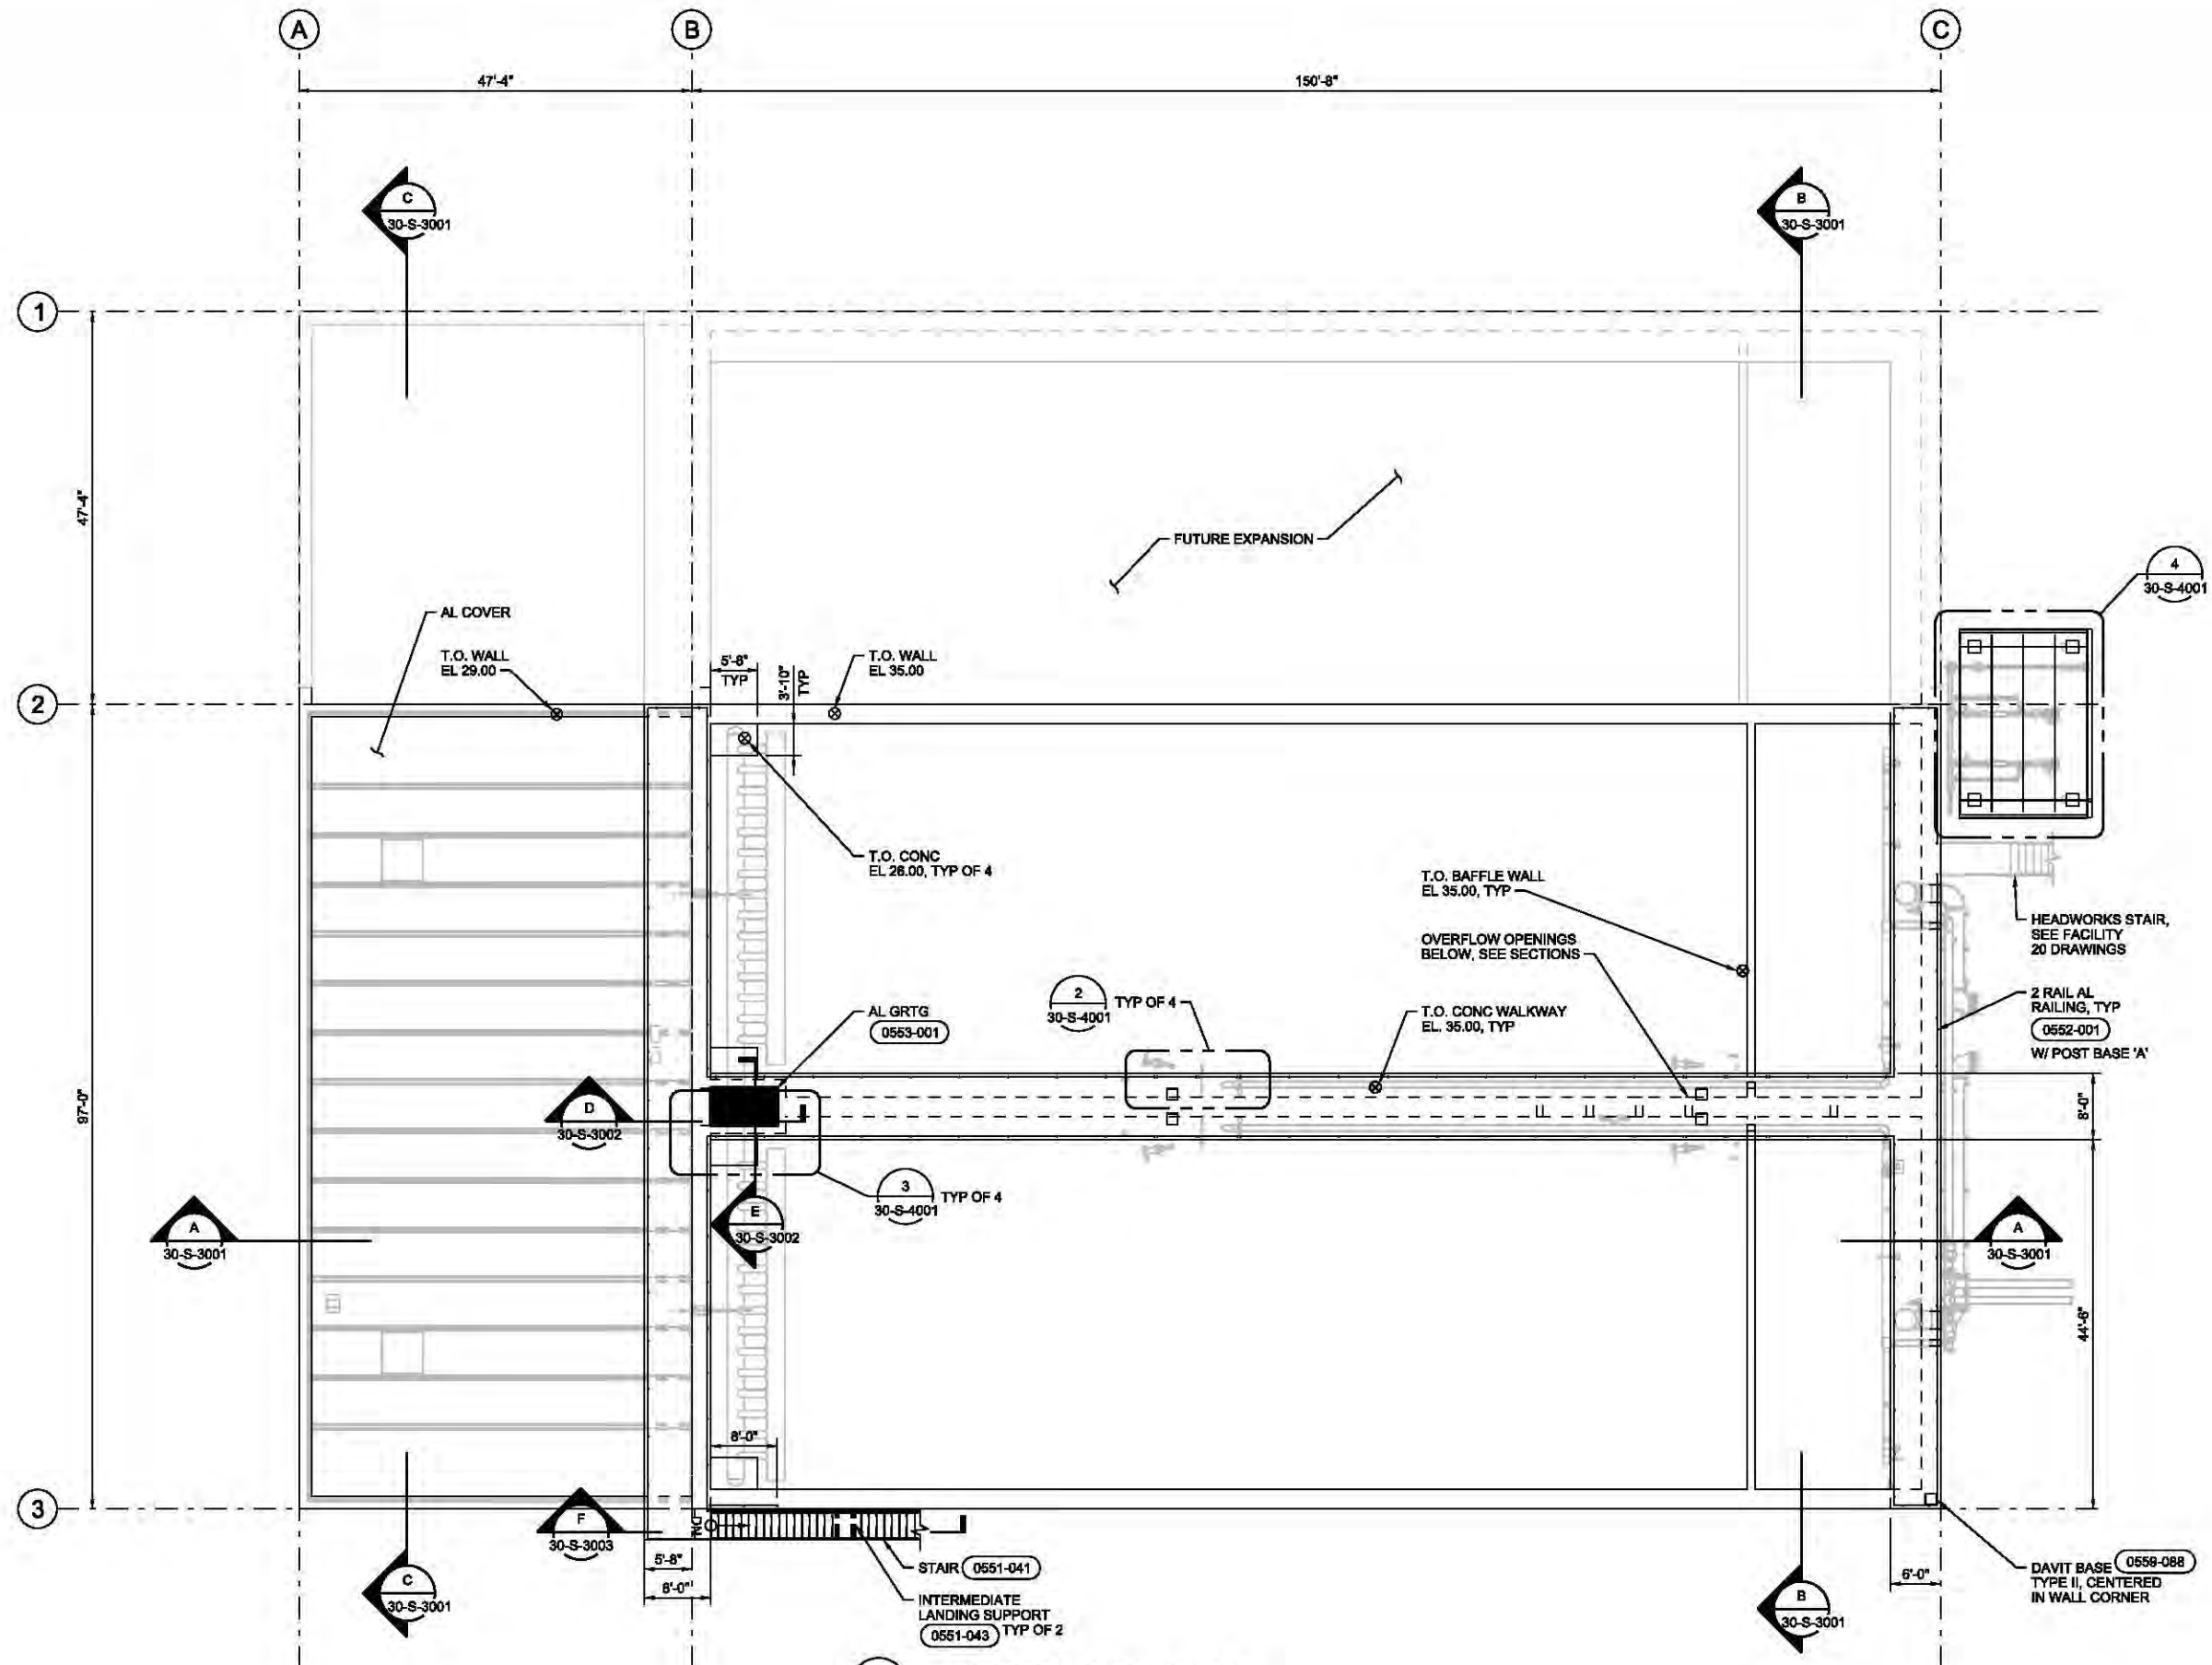 A
B
C
47'-4"
150'-8"
C
30-S-3001
B
30-S-3001
1
47'-4"
FUTURE EXPANSION
4
30-S-4001
AL COVER
T.O. WALL
EL 29.00
5'-8"
TYP
3'-10"
TYP
T.O. WALL
EL 35.00
2
T.O. CONC
EL 26.00, TYP OF 4
T.O. BAFFLE WALL
EL 35.00, TYP
OVERFLOW OPENINGS
BELOW, SEE SECTIONS
HEADWORKS STAIR,
SEE FACILITY
20 DRAWINGS
2
30-S-4001
TYP OF 4
AL GRTG
0553-001
T.O. CONC WALKWAY
EL. 35.00, TYP
2 RAIL AL
RAILING, TYP
0552-001
W/ POST BASE 'A'
97'-0"
D
30-S-3002
8'-0"
3
30-S-4001
TYP OF 4
E
30-S-3002
A
30-S-3001
A
30-S-3001
44'-6"
8'-0"
3
F
30-S-3003
DN
5'-8"
8'-0"
STAIR 0551-041
INTERMEDIATE
LANDING SUPPORT
0551-043 TYP OF 2
C
30-S-3001
B
30-S-3001
6'-0"
DAVIT BASE 0559-088
TYPE II, CENTERED
IN WALL CORNER